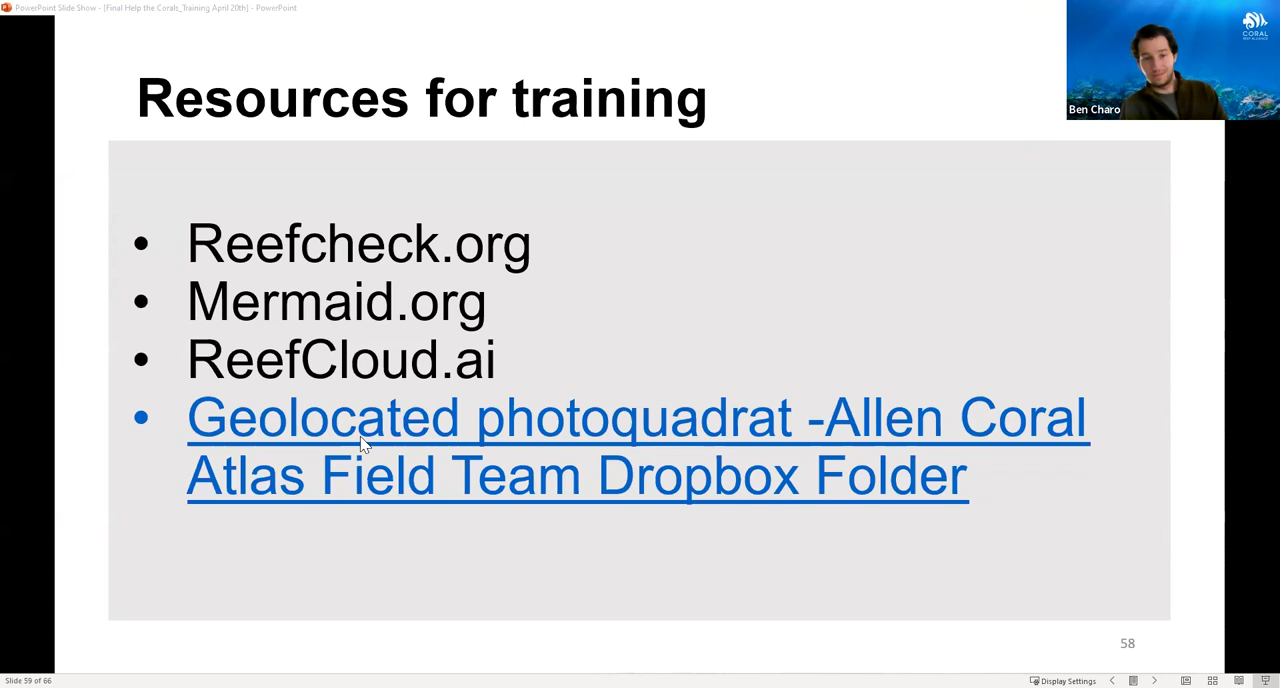 PowerPoint Slide Show - [Final Help the Corals_Training April 20th] - PowerPoint
CORAL
REEF ALLIANCE
Ben Charo
Resources for training
• Reefcheck.org
• Mermaid.org
• ReefCloud.ai
• Geolocated photoquadrat -Allen Coral
Atlas Field Team Dropbox Folder
58
Slide 59 of 66
Display Settings